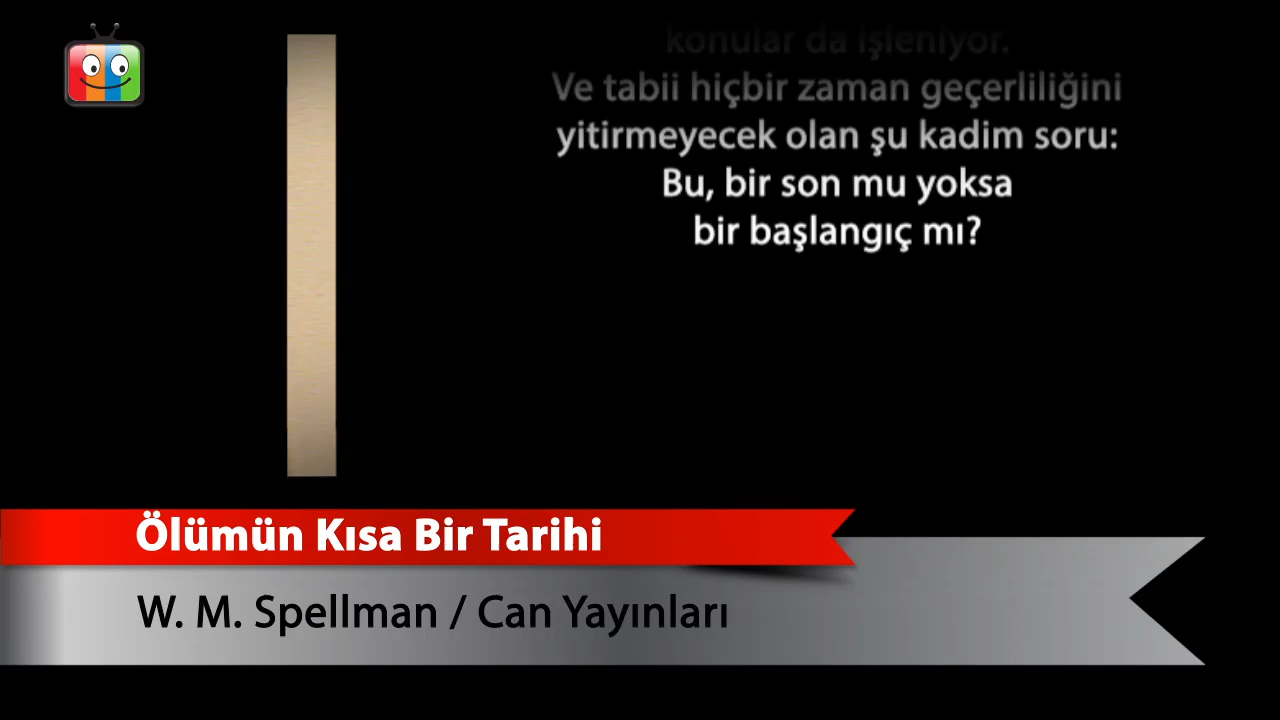 konular da işleniyor.
Ve tabii hiçbir zaman geçerliliğini
yitirmeyecek olan şu kadim soru:
Bu, bir son mu yoksa
bir başlangıç mı?
Ölümün Kısa Bir Tarihi
W. M. Spellman / Can Yayınları